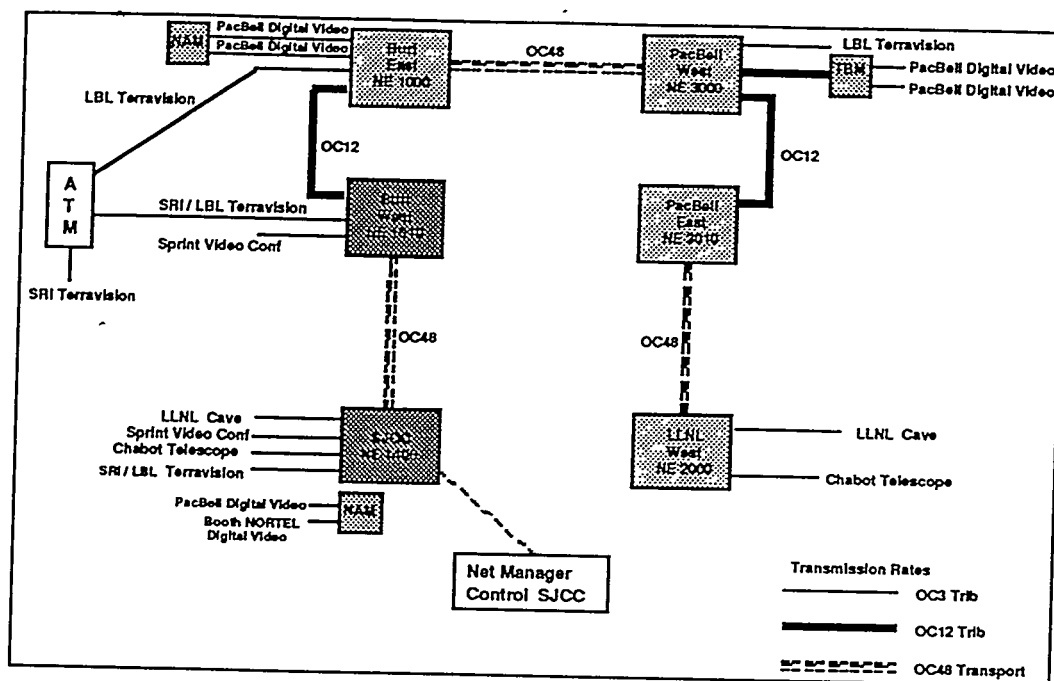 PacBell Digital Video
NAM
PacBell Digital Video
East
NE 1000
OC48
PacBell
West
NE 3000
LBL Terravision
PacBell Digital Video
PacBell Digital Video
LBL Terravision
OC12
OC12
A
T
M
SRI / LBL Terravision
Sprint Video Conf
West
PacBell
East
SRI Terravision
OC48
OC48
LLNL Cave
Sprint Video Conf
Chabot Telescope
SRI / LBL Terravision
SJCC
LLNL
West
NE 2000
LLNL Cave
Chabot Telescope
PacBell Digital Video
Booth NORTEL
Digital Video
NAM
Net Manager
Control SJCC
Transmission Rates
OC3 Trib
OC12 Trib
OC48 Transport